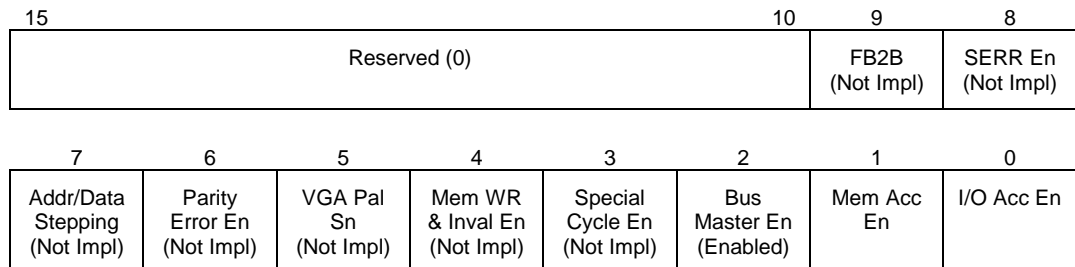 15 10 9 8
Reserved (0) FB2B SERR En
(Not Impl) (Not Impl)
7 6 5 4 3 2 1 0
Addr/Data Parity VGA Pal Mem WR Special Bus Mem Acc I/O Acc En
Stepping Error En Sn & Inval En Cycle En Master En En
(Not Impl) (Not Impl) (Not Impl) (Not Impl) (Not Impl) (Enabled)